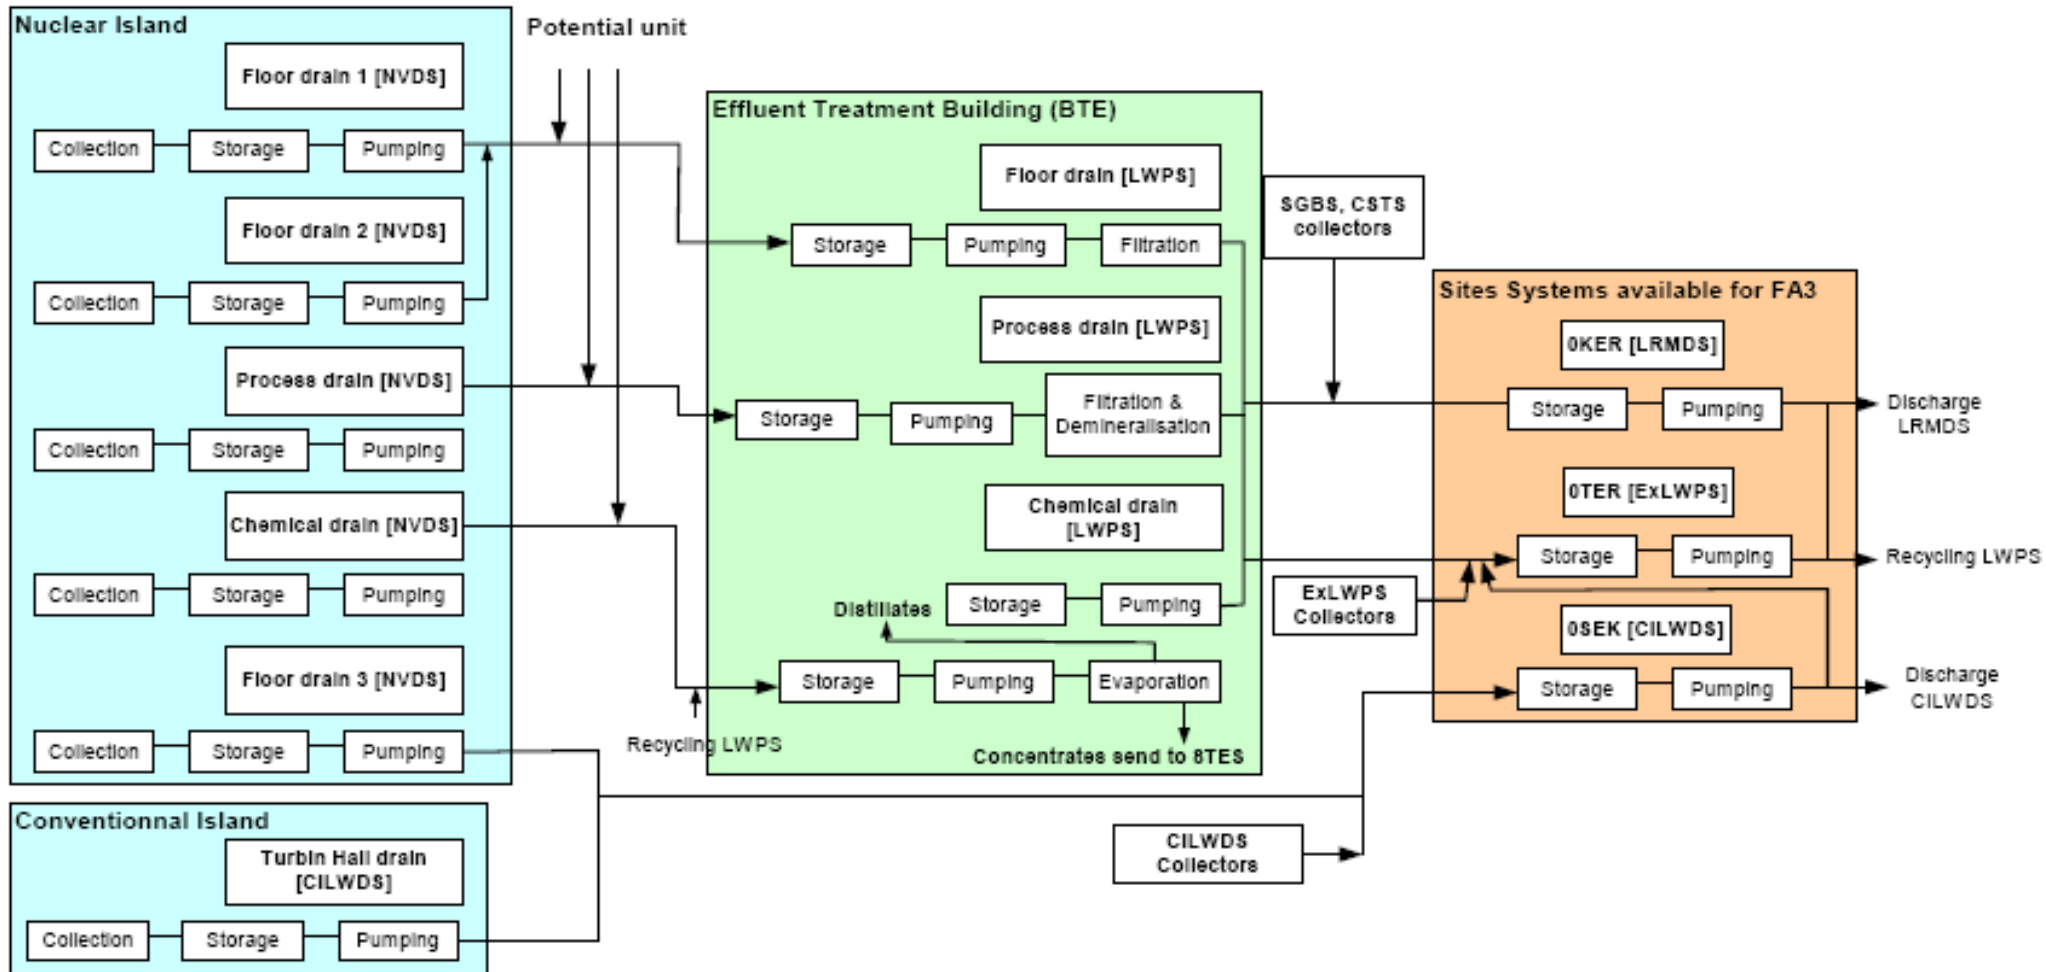 Nuclear Island
Potential unit
Floor drain 1 [NVDS]
Collection
Storage
Pumping
Floor drain 2 [NVDS]
Collection
Storage
Pumping
Process drain [NVDS]
Collection
Storage
Pumping
Chemical drain [NVDS]
Collection
Storage
Pumping
Floor drain 3 [NVDS]
Collection
Storage
Pumping
Conventionnal Island
Turbin Hall drain
[CILWDS]
Collection
Storage
Pumping
Effluent Treatment Building (BTE)
Floor drain [LWPS]
Storage
Pumping
Filtration
Process drain [LWPS]
Storage
Pumping
Filtration &
Demineralisation
Chemical drain
[LWPS]
Storage
Pumping
Distillates
Storage
Pumping
Evaporation
Recycling LWPS
Concentrates send to 8TES
SGBS, CSTS
collectors
ExLWPS
Collectors
CILWDS
Collectors
Sites Systems available for FA3
0KER [LRMDS]
Storage
Pumping
Discharge
LRMDS
0TER [ExLWPS]
Storage
Pumping
Recycling LWPS
0SEK [CILWDS]
Storage
Pumping
Discharge
CILWDS